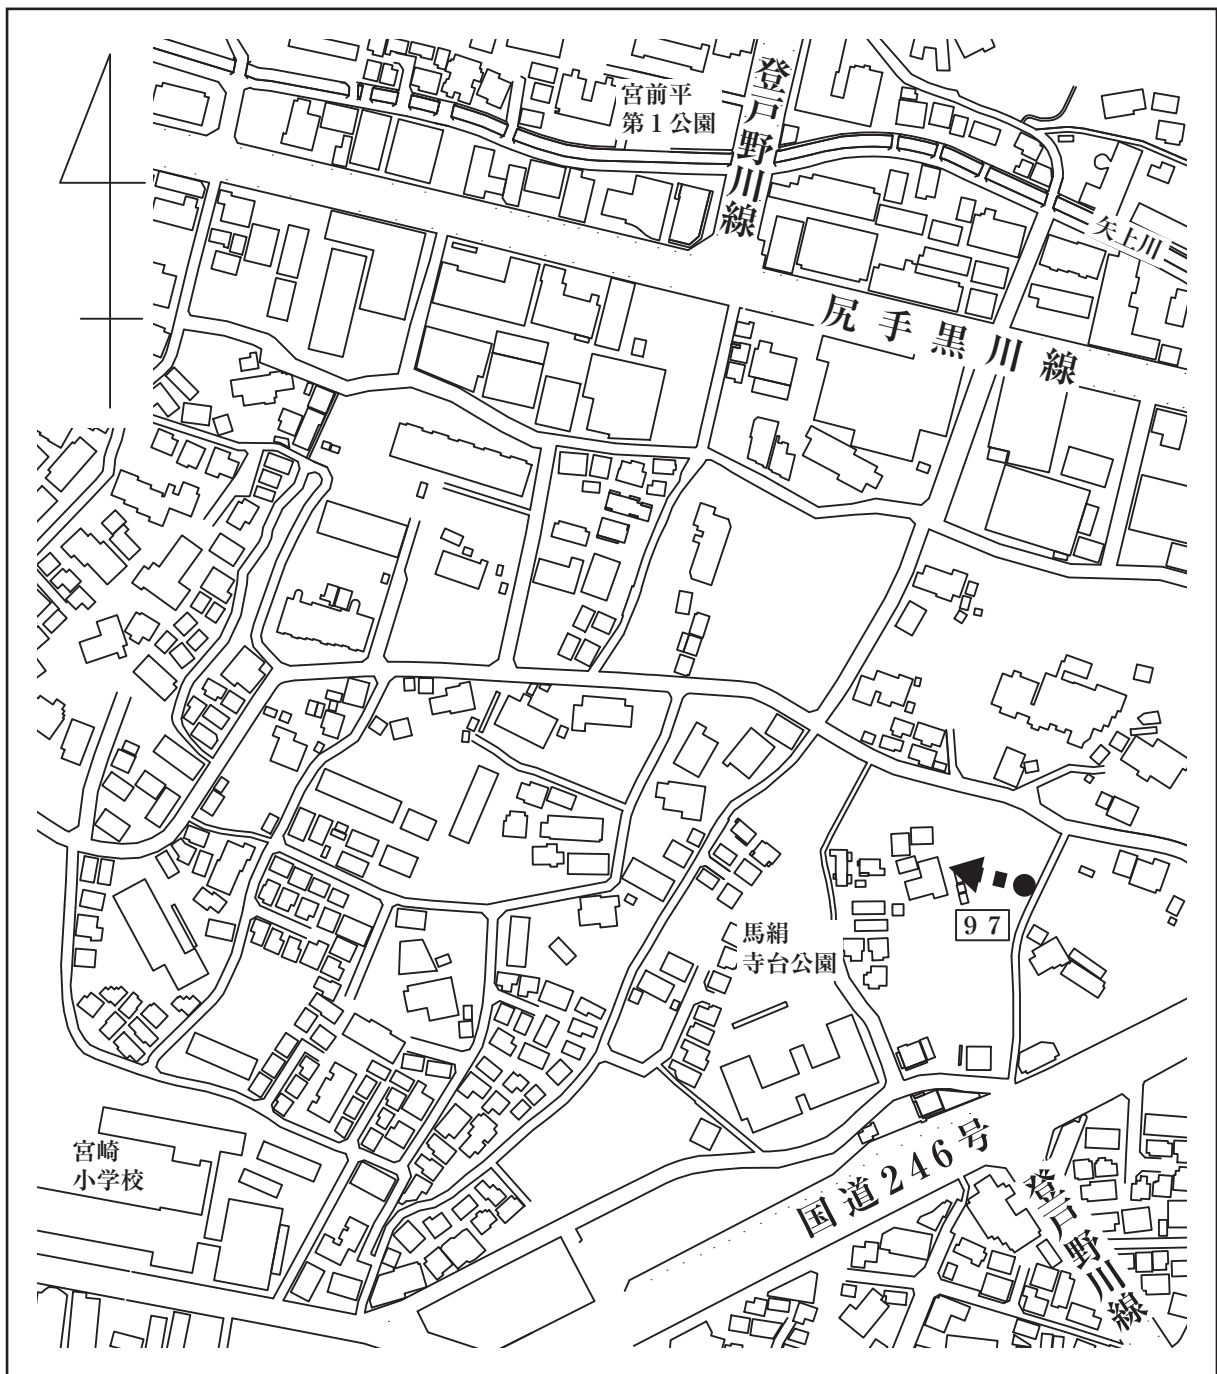 宮前平
第1公園
登戸野川線
矢上川
尻手黒川線
97
馬絹
寺台公園
宮崎
小学校
国道246号
登戸野川線